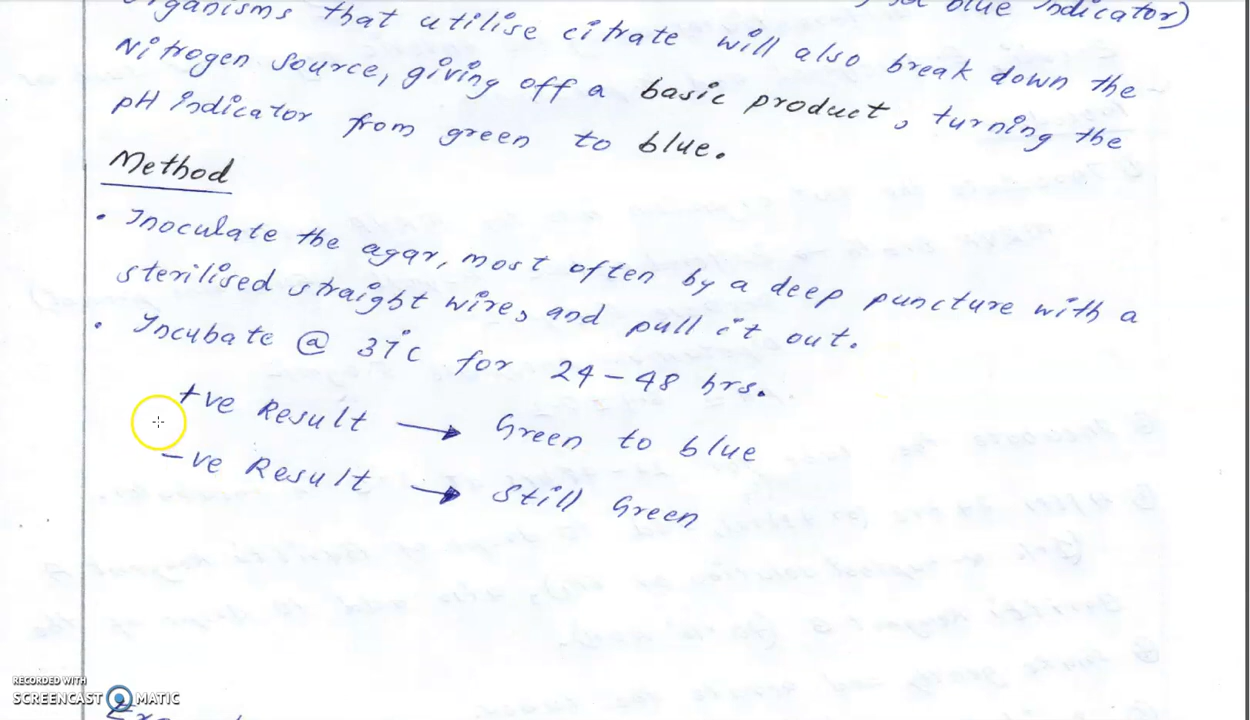 Organisms that utilise citrate will also break down the
blue Indicator)
Nitrogen source, giving off a basic product, turning the
pH indicator from green to blue.
Method
• Inoculate the agar, most often by a deep puncture with a
sterilised straight wire, and pull it out.
• Incubate @ 37°C for 24-48 hrs.
+ve Result → Green to blue
-ve Result → Still Green
RECORDED WITH
SCREENCAST MATIC